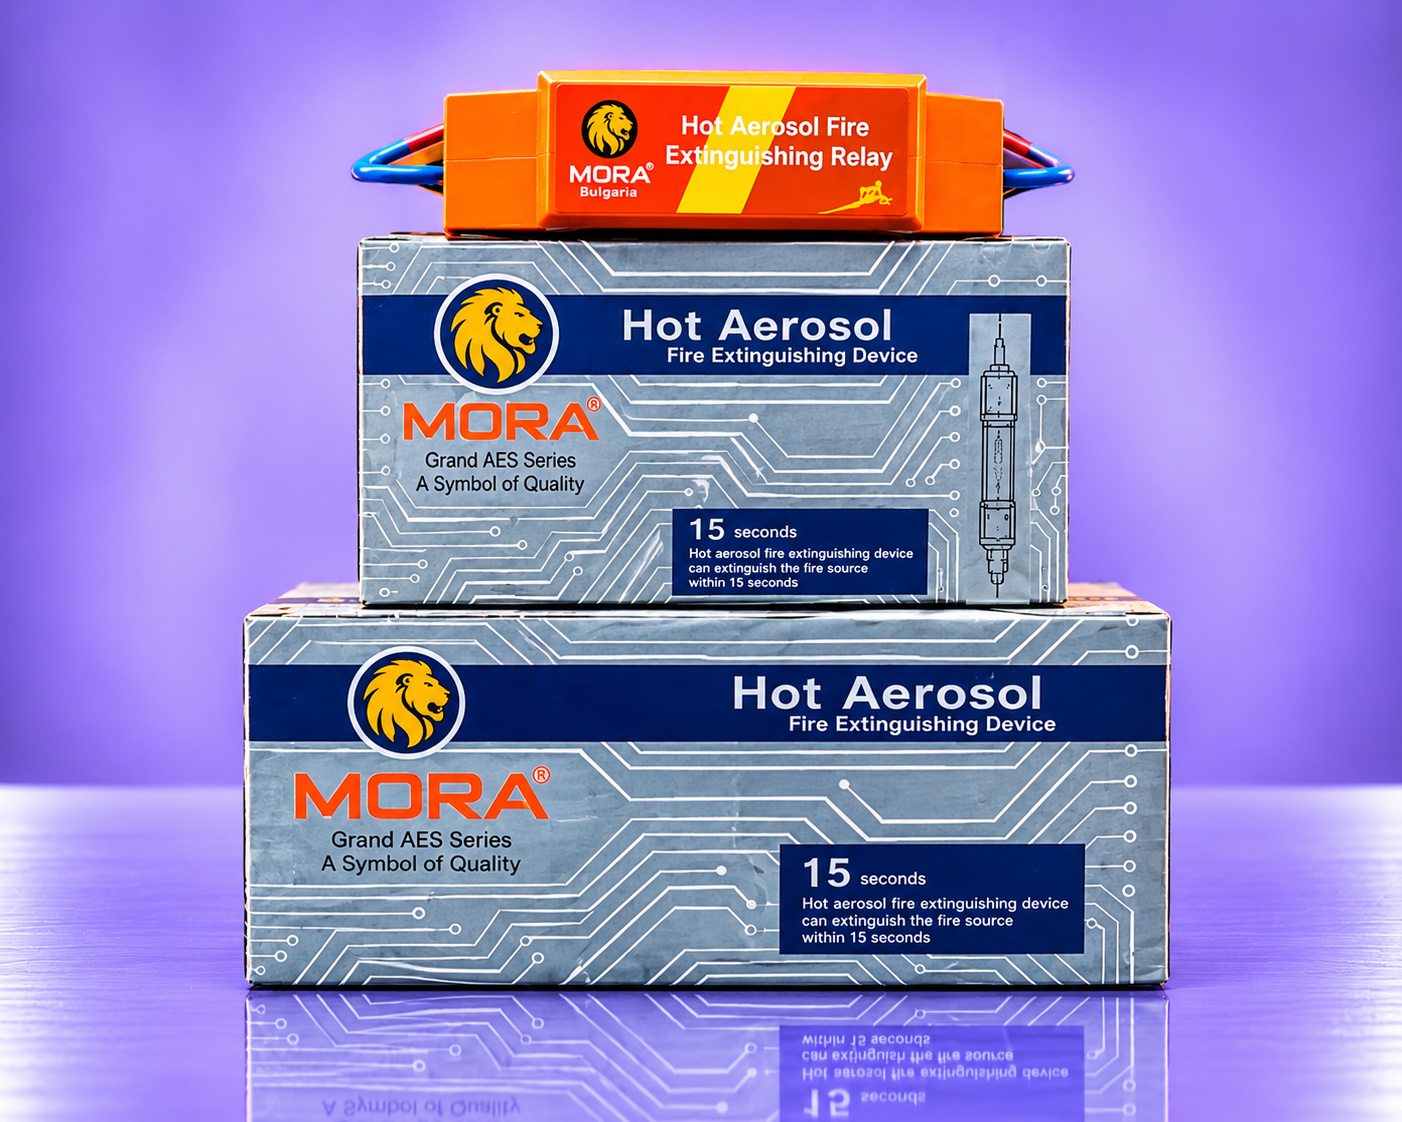 Hot Aerosol Fire
Extinguishing Relay
MORA®
Bulgaria
Hot Aerosol
Fire Extinguishing Device
MORA®
Grand AES Series
A Symbol of Quality
15 seconds
Hot aerosol fire extinguishing device
can extinguish the fire source
within 15 seconds
Hot Aerosol
Fire Extinguishing Device
MORA®
Grand AES Series
A Symbol of Quality
15 seconds
Hot aerosol fire extinguishing device
can extinguish the fire source
within 15 seconds